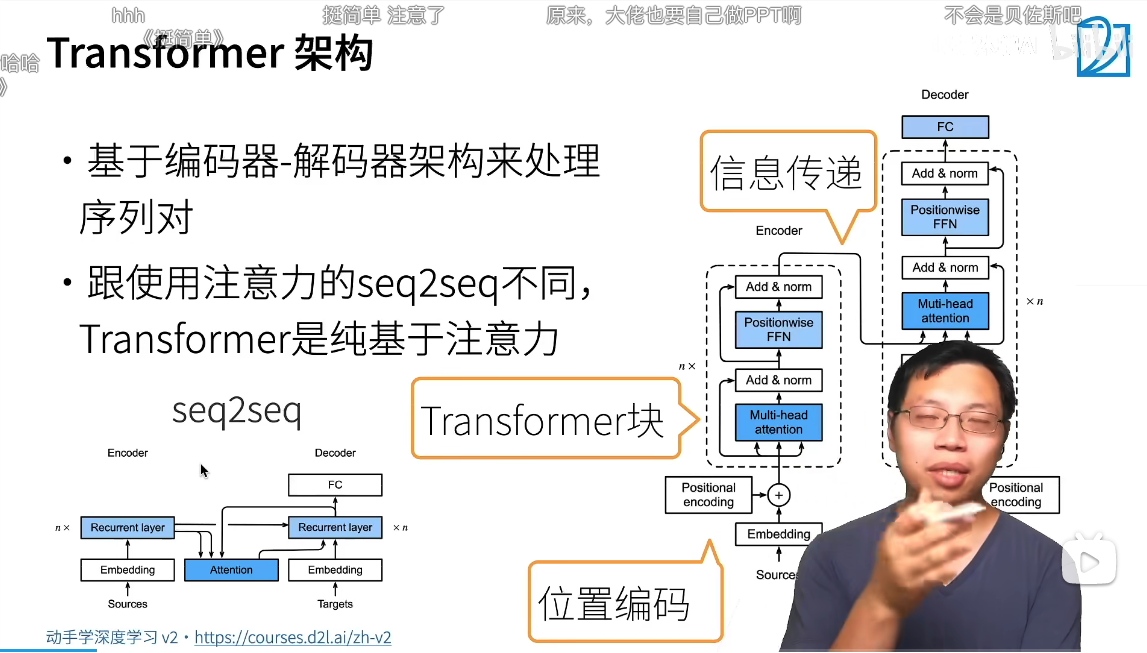 hhh
挺简单 注意了
原来，大佬也要自己做PPT啊
不会是贝佐斯吧
《挺简单》
哈哈
》
Transformer 架构
• 基于编码器-解码器架构来处理
序列对
• 跟使用注意力的seq2seq不同，
Transformer是纯基于注意力
seq2seq
Encoder
Decoder
FC
n×
Recurrent layer
Recurrent layer
×n
Embedding
Attention
Embedding
Sources
Targets
Decoder
FC
Add & norm
Positionwise
FFN
Add & norm
Muti-head
attention
×n
信息传递
Encoder
Add & norm
Positionwise
FFN
n×
Add & norm
Multi-head
attention
Transformer块
Positional
encoding
+
Positional
encoding
Embedding
Sources
位置编码
动手学深度学习 v2 • https://courses.d2l.ai/zh-v2